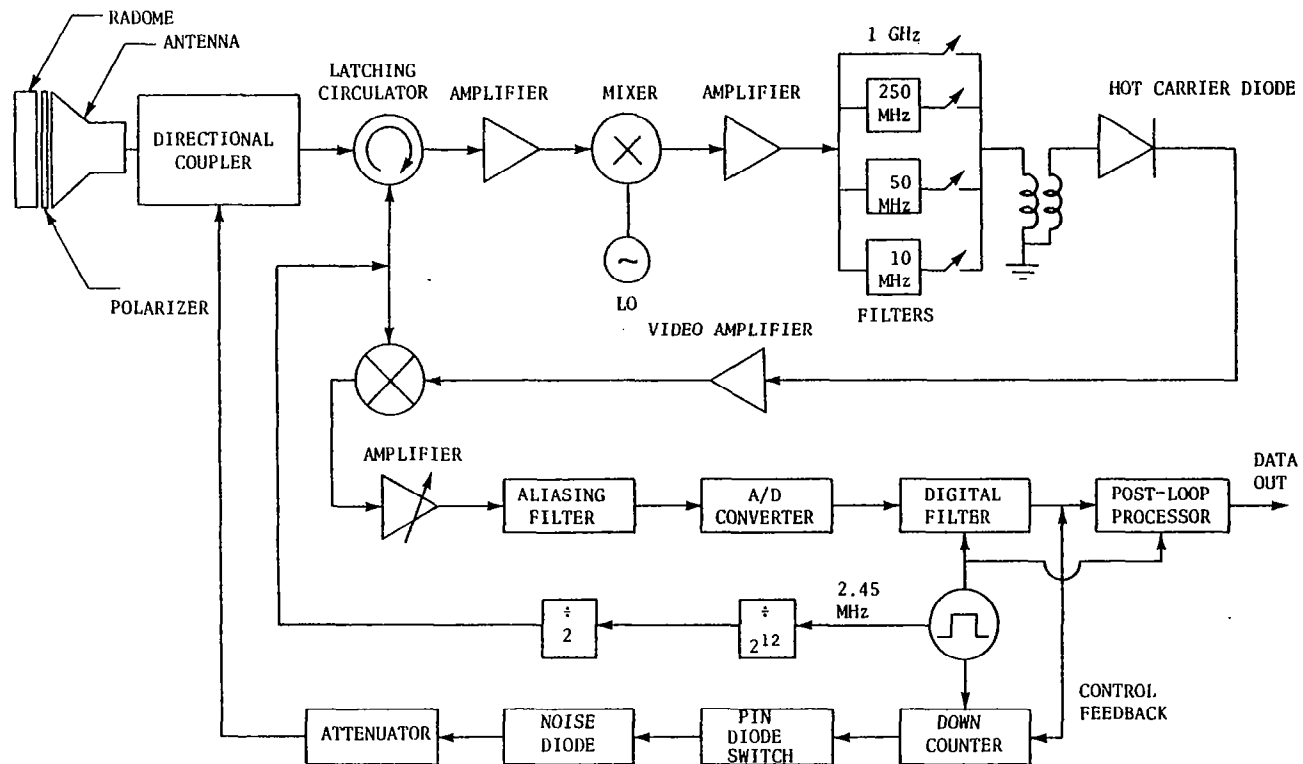 RADOME
ANTENNA
POLARIZER
DIRECTIONAL
COUPLER
LATCHING
CIRCULATOR
AMPLIFIER
MIXER
LO
AMPLIFIER
1 GHz
250
MHz
50
MHz
10
MHz
FILTERS
HOT CARRIER DIODE
VIDEO AMPLIFIER
AMPLIFIER
ALIASING
FILTER
A/D
CONVERTER
DIGITAL
FILTER
POST-LOOP
PROCESSOR
DATA
OUT
2.45
MHz
÷
2
÷
2¹²
CONTROL
FEEDBACK
ATTENUATOR
NOISE
DIODE
PIN
DIODE
SWITCH
DOWN
COUNTER